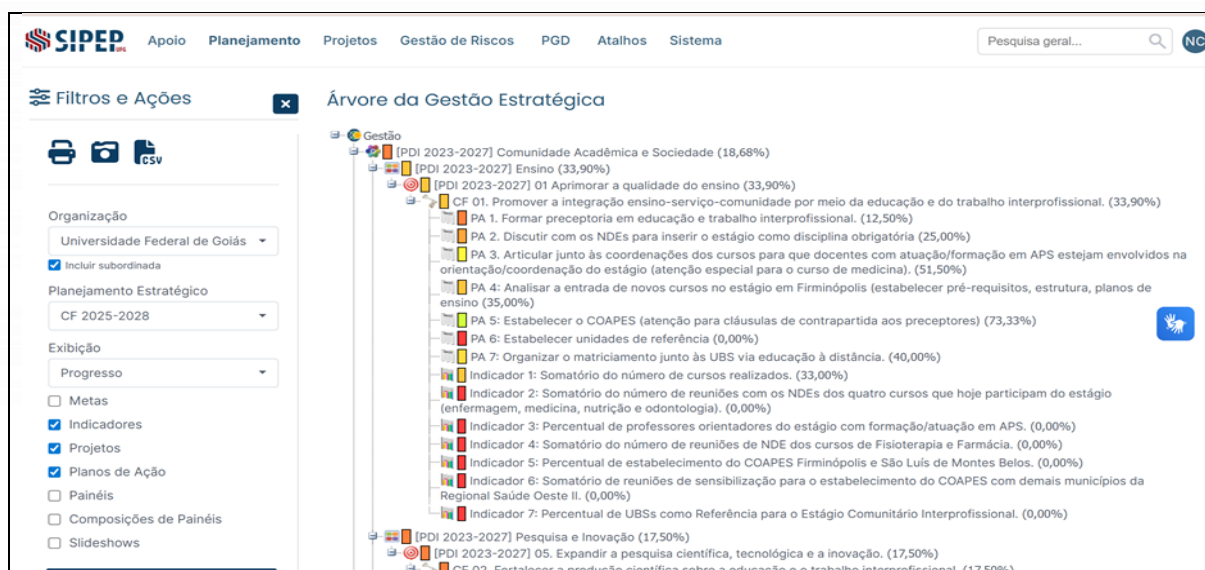 SIPEP UFG
Apoio Planejamento Projetos Gestão de Riscos PGD Atalhos Sistema Pesquisa geral... NC
Filtros e Ações
CSV
Organização
Universidade Federal de Goiás
Incluir subordinada
Planejamento Estratégico
CF 2025-2028
Exibição
Progresso
Metas
Indicadores
Projetos
Planos de Ação
Painéis
Composições de Painéis
Slideshows
Árvore da Gestão Estratégica
Gestão
[PDI 2023-2027] Comunidade Acadêmica e Sociedade (18,68%)
[PDI 2023-2027] Ensino (33,90%)
[PDI 2023-2027] 01 Aprimorar a qualidade do ensino (33,90%)
CF 01. Promover a integração ensino-serviço-comunidade por meio da educação e do trabalho interprofissional. (33,90%)
PA 1. Formar preceptoria em educação e trabalho interprofissional. (12,50%)
PA 2. Discutir com os NDEs para inserir o estágio como disciplina obrigatória (25,00%)
PA 3. Articular junto às coordenações dos cursos para que docentes com atuação/formação em APS estejam envolvidos na
orientação/coordenação do estágio (atenção especial para o curso de medicina). (51,50%)
PA 4: Analisar a entrada de novos cursos no estágio em Firminópolis (estabelecer pré-requisitos, estrutura, planos de
ensino (35,00%)
PA 5: Estabelecer o COAPES (atenção para cláusulas de contrapartida aos preceptores) (73,33%)
PA 6: Estabelecer unidades de referência (0,00%)
PA 7: Organizar o matriciamento junto às UBS via educação à distância. (40,00%)
Indicador 1: Somatório do número de cursos realizados. (33,00%)
Indicador 2: Somatório do número de reuniões com os NDEs dos quatro cursos que hoje participam do estágio
(enfermagem, medicina, nutrição e odontologia). (0,00%)
Indicador 3: Percentual de professores orientadores do estágio com formação/atuação em APS. (0,00%)
Indicador 4: Somatório do número de reuniões de NDE dos cursos de Fisioterapia e Farmácia. (0,00%)
Indicador 5: Percentual de estabelecimento do COAPES Firminópolis e São Luís de Montes Belos. (0,00%)
Indicador 6: Somatório de reuniões de sensibilização para o estabelecimento do COAPES com demais municípios da
Regional Saúde Oeste II. (0,00%)
Indicador 7: Percentual de UBSs como Referência para o Estágio Comunitário Interprofissional. (0,00%)
[PDI 2023-2027] Pesquisa e Inovação (17,50%)
[PDI 2023-2027] 05. Expandir a pesquisa científica, tecnológica e a inovação. (17,50%)
CF 02. Fortalecer a produção científica sobre a educação e o trabalho interprofissional. (17,50%)